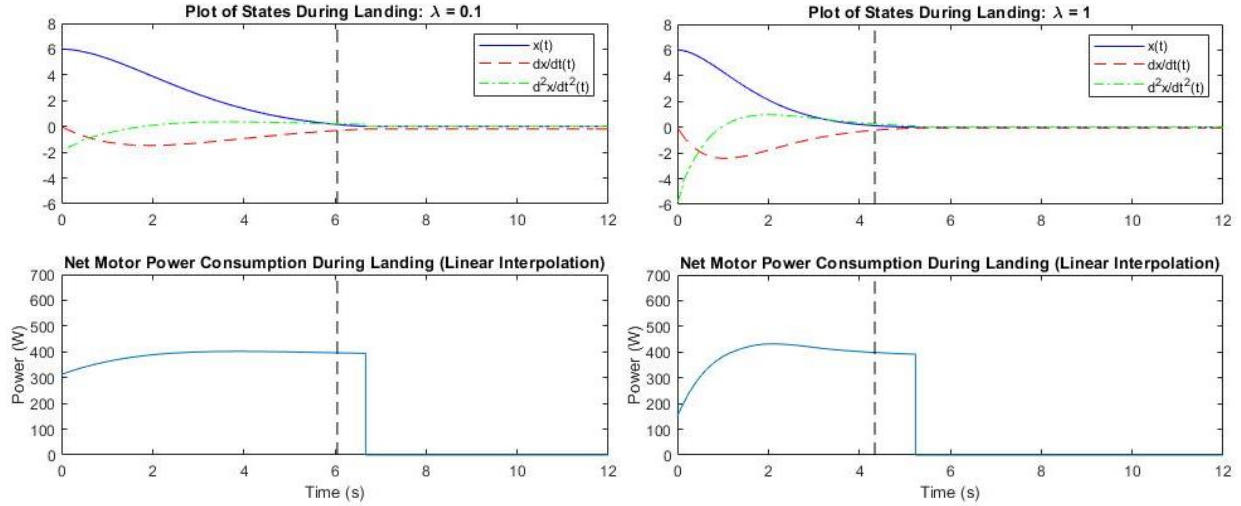 Plot of States During Landing: λ = 0.1
8
6
4
2
0
-2
-4
-6
0 2 4 6 8 10 12
x(t)
dx/dt(t)
d²x/dt²(t)
Net Motor Power Consumption During Landing (Linear Interpolation)
Power (W)
700
600
500
400
300
200
100
0
0 2 4 6 8 10 12
Time (s)
Plot of States During Landing: λ = 1
8
6
4
2
0
-2
-4
-6
0 2 4 6 8 10 12
x(t)
dx/dt(t)
d²x/dt²(t)
Net Motor Power Consumption During Landing (Linear Interpolation)
Power (W)
700
600
500
400
300
200
100
0
0 2 4 6 8 10 12
Time (s)